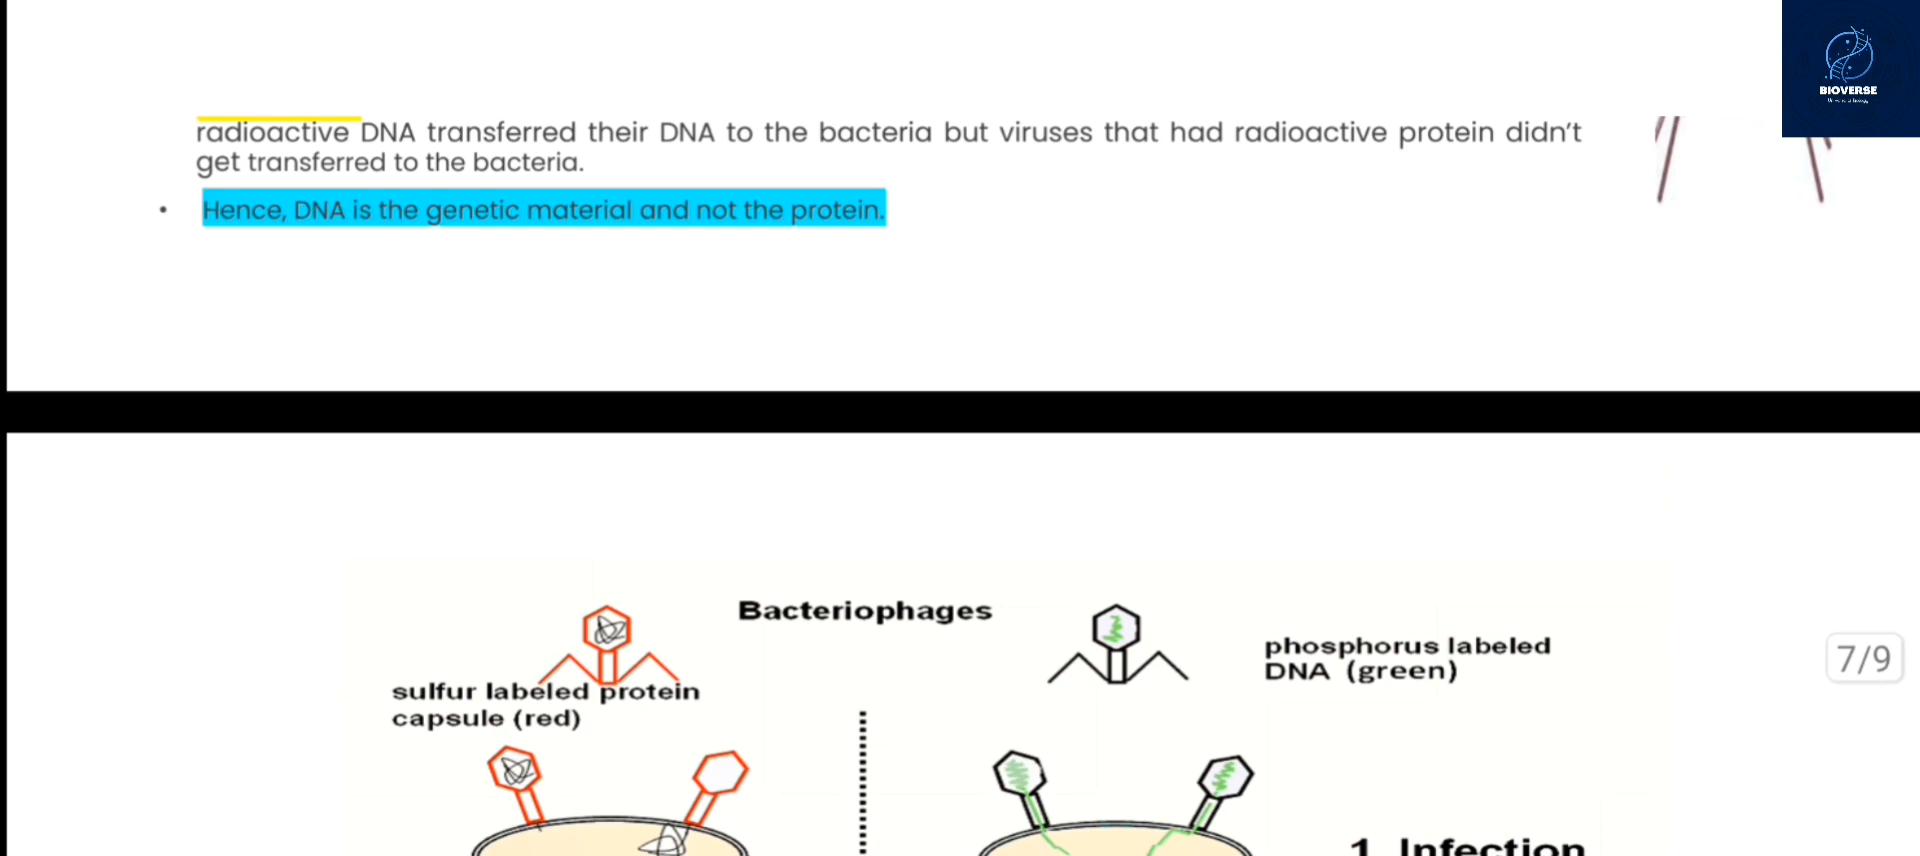 BIOVERSE
radioactive DNA transferred their DNA to the bacteria but viruses that had radioactive protein didn't
get transferred to the bacteria.
• Hence, DNA is the genetic material and not the protein.
Bacteriophages
phosphorus labeled
DNA (green)
7/9
sulfur labeled protein
capsule (red)
1. Infection